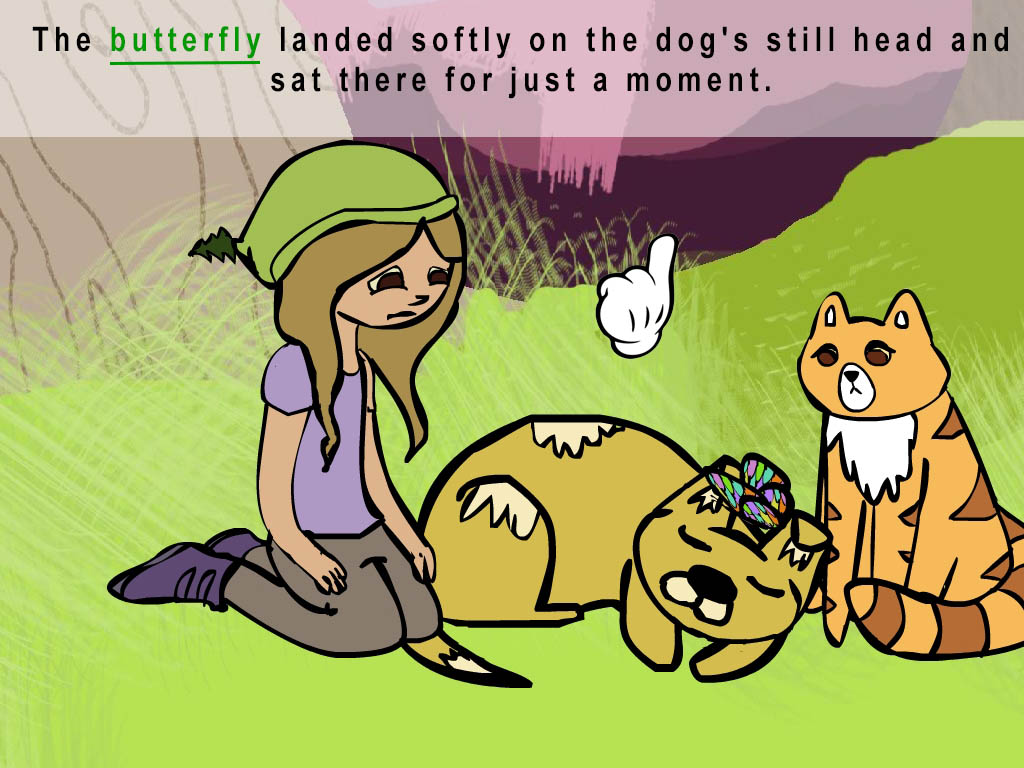 The butterfly landed softly on the dog's still head and
sat there for just a moment.